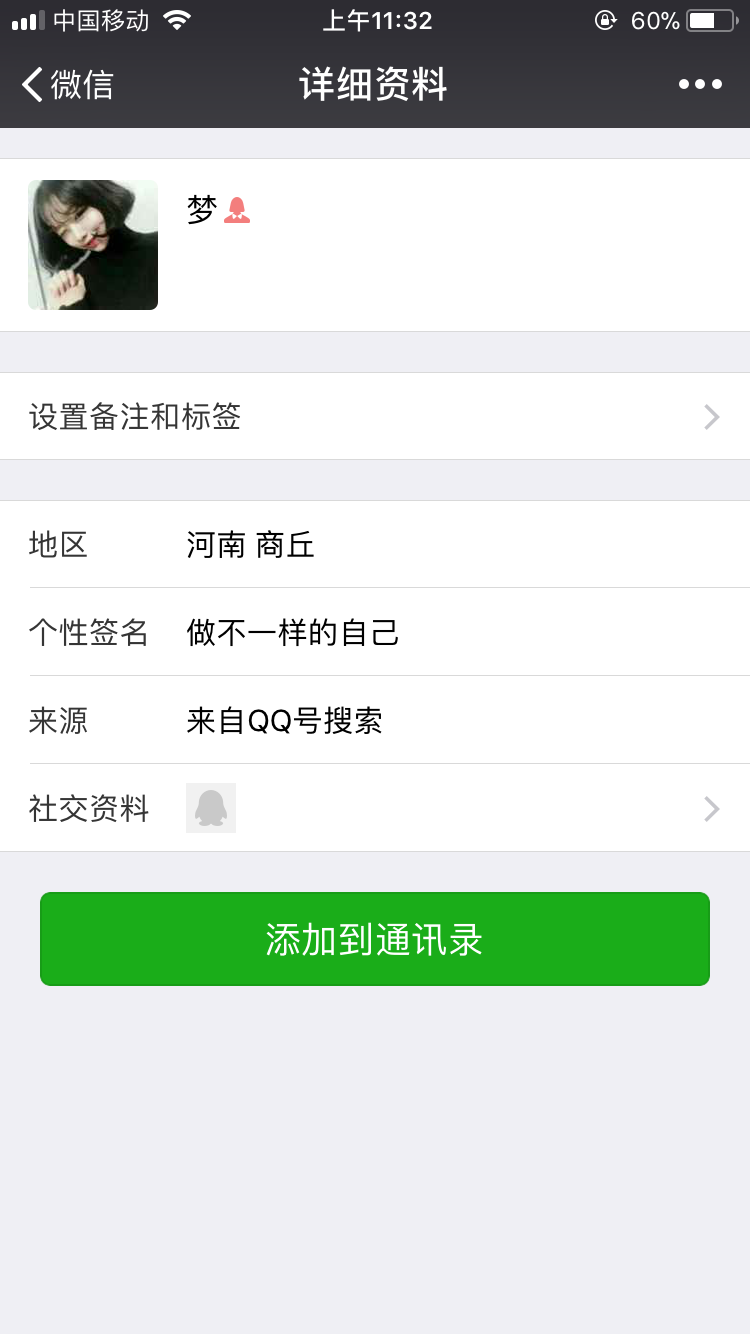 中国移动 上午11:32 60%
微信 详细资料
梦
设置备注和标签
地区 河南 商丘
个性签名 做不一样的自己
来源 来自QQ号搜索
社交资料
添加到通讯录